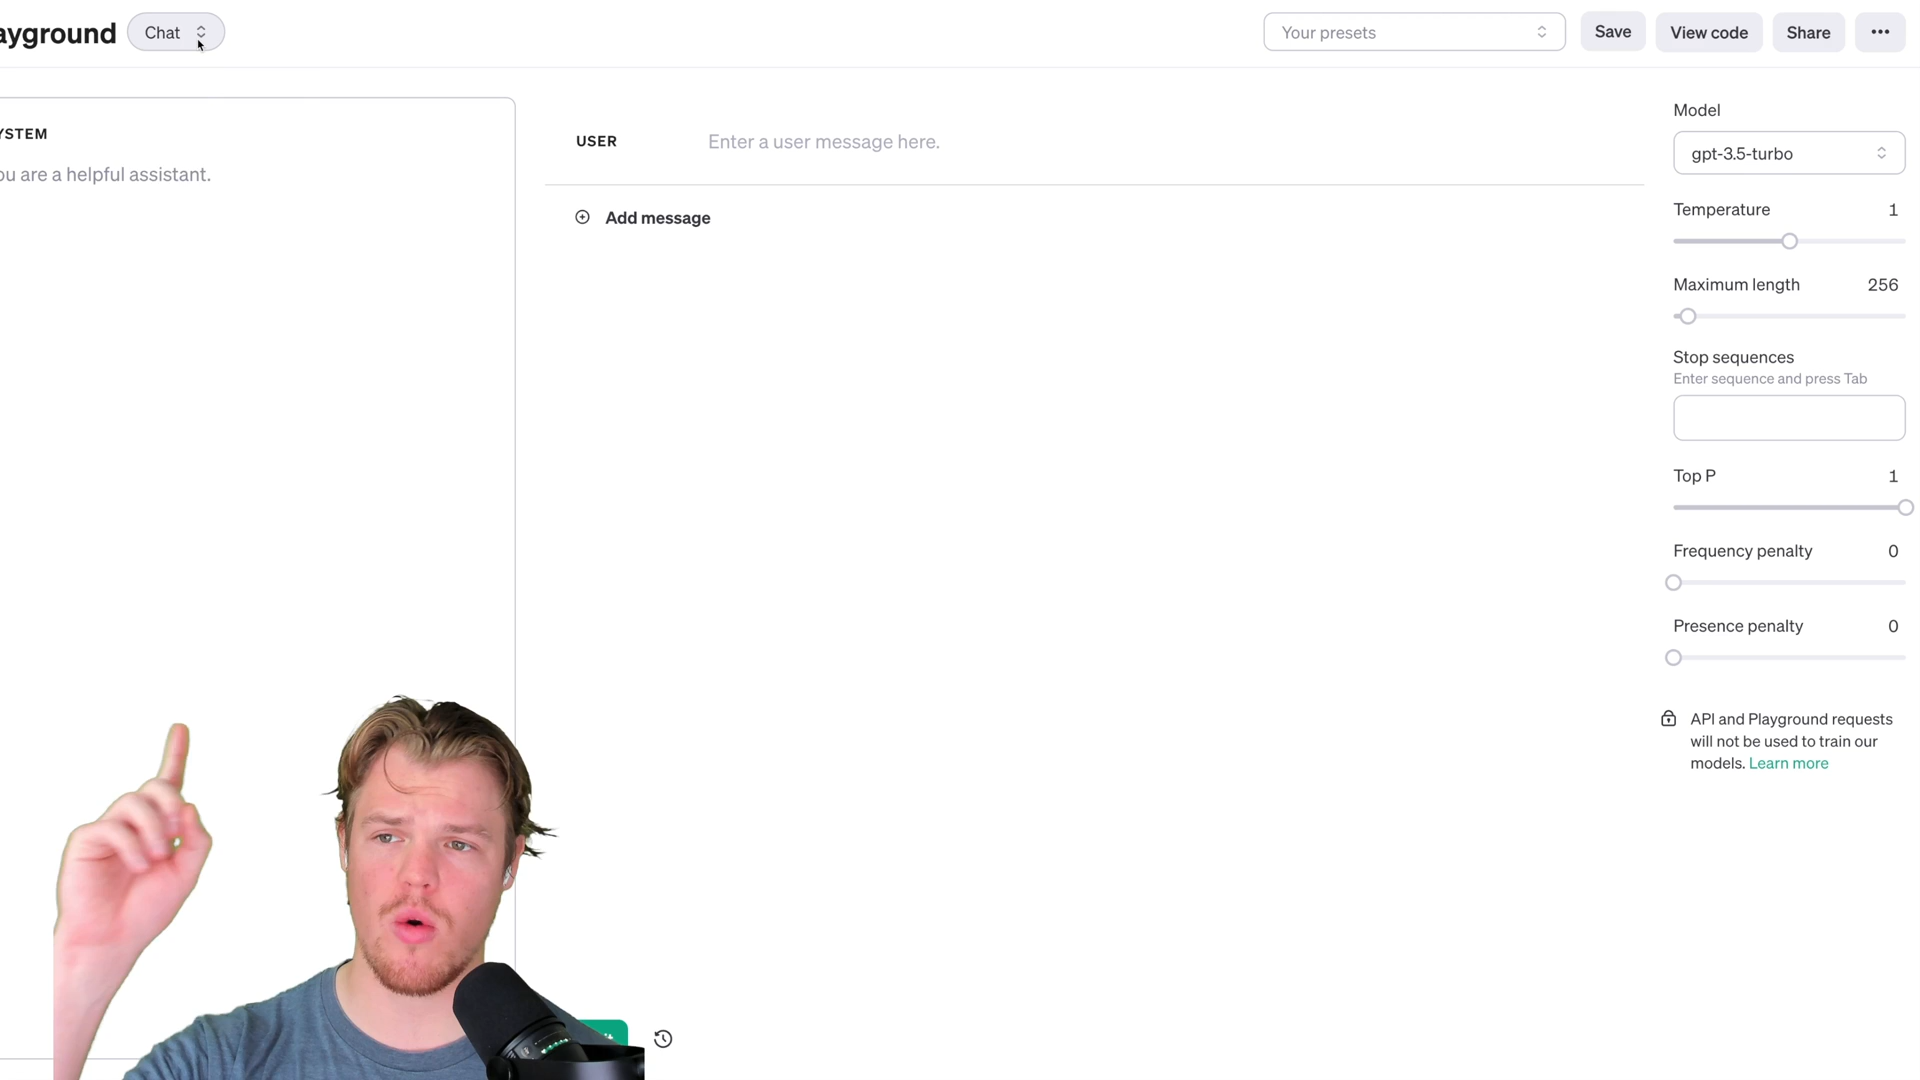 ayground
Chat
Your presets
Save
View code
Share
YSTEM
ou are a helpful assistant.
USER
Enter a user message here.
Add message
Model
gpt-3.5-turbo
Temperature
1
Maximum length
256
Stop sequences
Enter sequence and press Tab
Top P
1
Frequency penalty
0
Presence penalty
0
API and Playground requests
will not be used to train our
models. Learn more